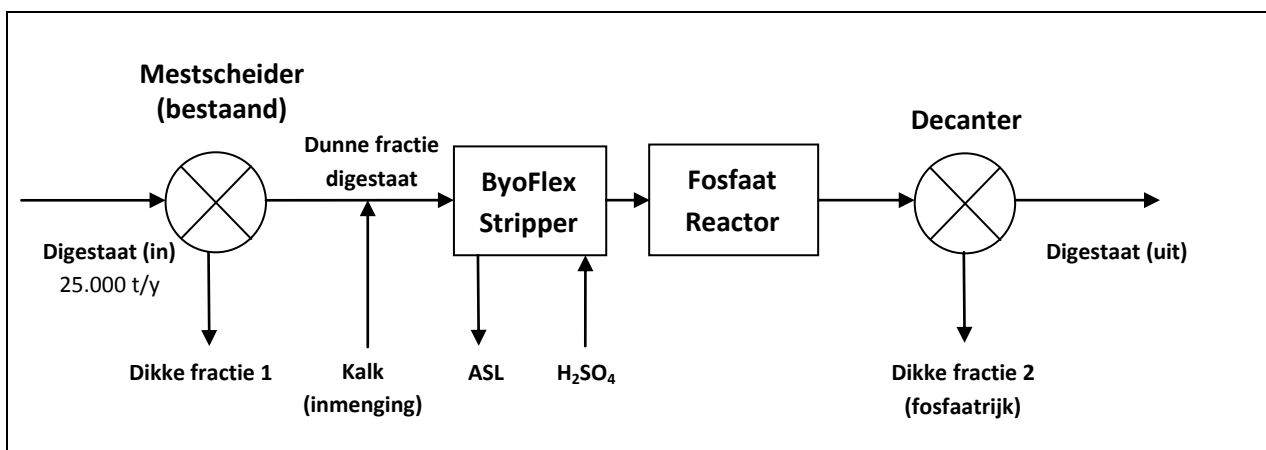 Mestscheider
(bestaand)
Dunne fractie
digestaat
ByoFlex
Stripper
Fosfaat
Reactor
Decanter
Digestaat (in)
25.000 t/y
Digestaat (uit)
Dikke fractie 1
Kalk
(inmenging)
ASL
H₂SO₄
Dikke fractie 2
(fosfaatrijk)